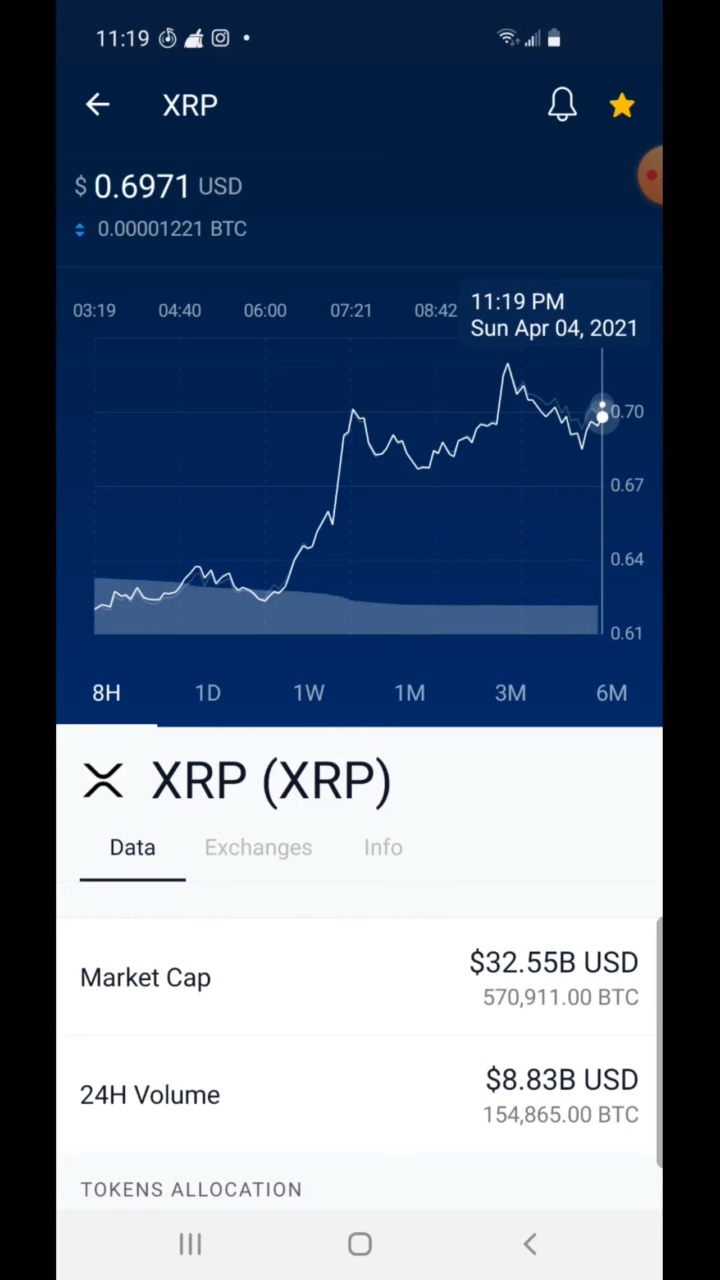 11:19
XRP
$ 0.6971 USD
0.00001221 BTC
03:19 04:40 06:00 07:21 08:42
11:19 PM
Sun Apr 04, 2021
0.70
0.67
0.64
0.61
8H 1D 1W 1M 3M 6M
XRP (XRP)
Data Exchanges Info
Market Cap
$32.55B USD
570,911.00 BTC
24H Volume
$8.83B USD
154,865.00 BTC
TOKENS ALLOCATION